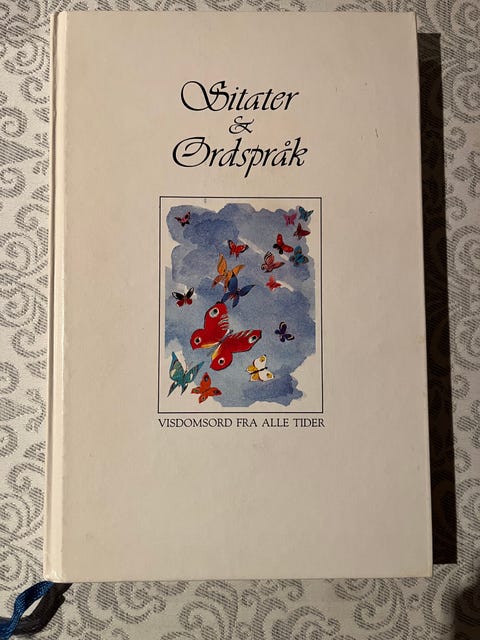 Sitater
&
Ordspråk
VISDOMSORD FRA ALLE TIDER